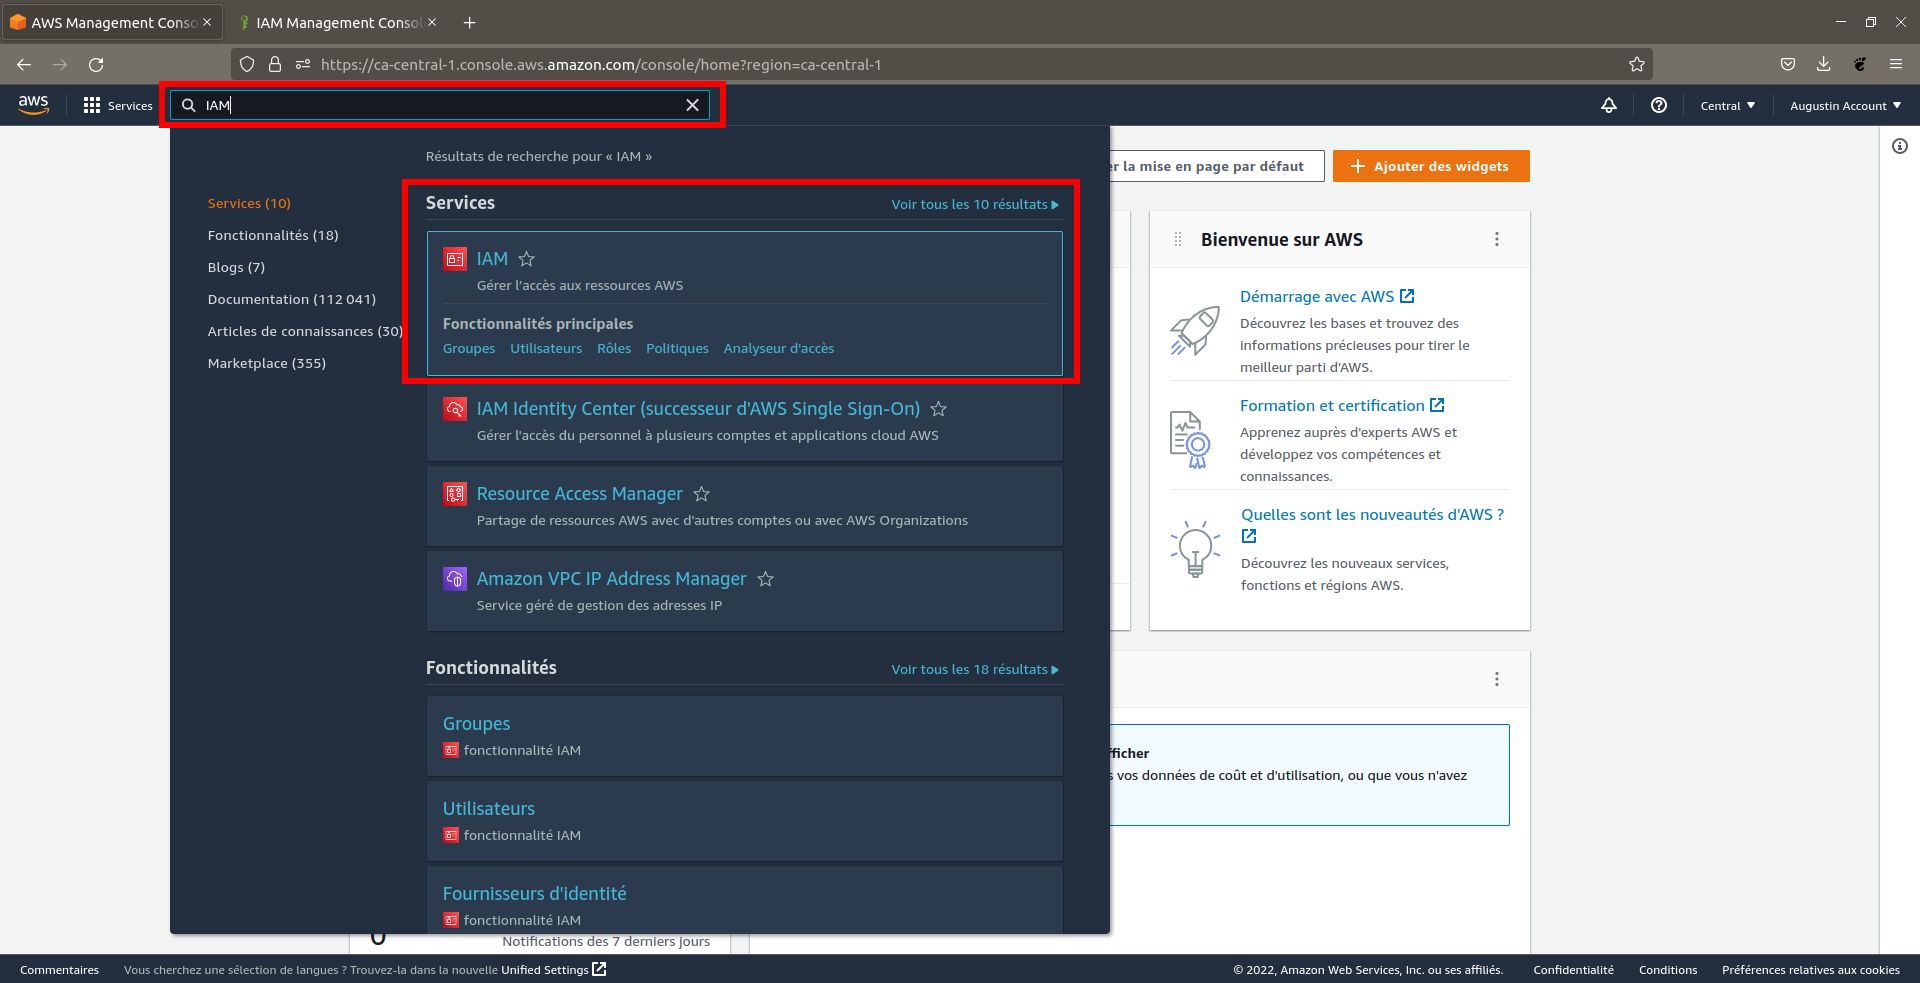 AWS Management Conso
IAM Management Consol
https://ca-central-1.console.aws.amazon.com/console/home?region=ca-central-1
aws
Services
IAM
Central
Augustin Account
Résultats de recherche pour « IAM »
Services (10)
Fonctionnalités (18)
Blogs (7)
Documentation (112 041)
Articles de connaissances (30)
Marketplace (355)
Services
Voir tous les 10 résultats
IAM
Gérer l'accès aux ressources AWS
Fonctionnalités principales
Groupes Utilisateurs Rôles Politiques Analyseur d'accès
IAM Identity Center (successeur d'AWS Single Sign-On)
Gérer l'accès du personnel à plusieurs comptes et applications cloud AWS
Resource Access Manager
Partage de ressources AWS avec d'autres comptes ou avec AWS Organizations
Amazon VPC IP Address Manager
Service géré de gestion des adresses IP
Fonctionnalités
Voir tous les 18 résultats
Groupes
fonctionnalité IAM
Utilisateurs
fonctionnalité IAM
Fournisseurs d'identité
fonctionnalité IAM
er la mise en page par défaut
Ajouter des widgets
Bienvenue sur AWS
Démarrage avec AWS
Découvrez les bases et trouvez des
informations précieuses pour tirer le
meilleur parti d'AWS.
Formation et certification
Apprenez auprès d'experts AWS et
développez vos compétences et
connaissances.
Quelles sont les nouveautés d'AWS ?
Découvrez les nouveaux services,
fonctions et régions AWS.
fficher
s vos données de coût et d'utilisation, ou que vous n'avez
0
Notifications des 7 derniers jours
Commentaires
Vous cherchez une sélection de langues ? Trouvez-la dans la nouvelle Unified Settings
© 2022, Amazon Web Services, Inc. ou ses affiliés.
Confidentialité
Conditions
Préférences relatives aux cookies